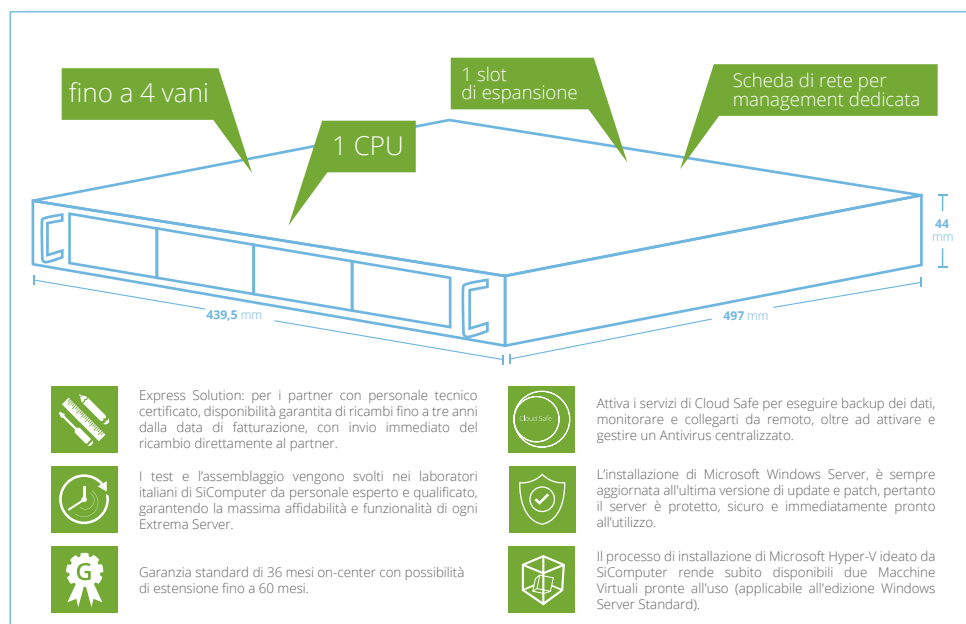 fino a 4 vani
1 slot
di espansione
Scheda di rete per
management dedicata
1 CPU
44
mm
439,5 mm
497 mm
Express Solution: per i partner con personale tecnico
certificato, disponibilità garantita di ricambi fino a tre anni
dalla data di fatturazione, con invio immediato del
ricambio direttamente al partner.
I test e l'assemblaggio vengono svolti nei laboratori
italiani di SiComputer da personale esperto e qualificato,
garantendo la massima affidabilità e funzionalità di ogni
Extrema Server.
G
Garanzia standard di 36 mesi on-center con possibilità
di estensione fino a 60 mesi.
Cloud Safe
Attiva i servizi di Cloud Safe per eseguire backup dei dati,
monitorare e collegarti da remoto, oltre ad attivare e
gestire un Antivirus centralizzato.
L'installazione di Microsoft Windows Server, è sempre
aggiornata all'ultima versione di update e patch, pertanto
il server è protetto, sicuro e immediatamente pronto
all'utilizzo.
Il processo di installazione di Microsoft Hyper-V ideato da
SiComputer rende subito disponibili due Macchine
Virtuali pronte all'uso (applicabile all'edizione Windows
Server Standard).